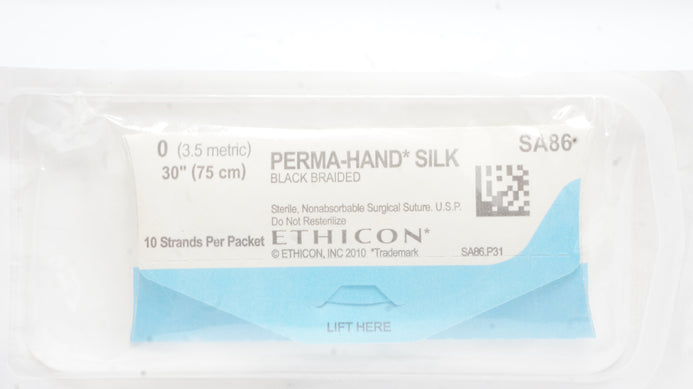 0 (3.5 metric)
30" (75 cm)
PERMA-HAND* SILK
BLACK BRAIDED
SA86*
Sterile, Nonabsorbable Surgical Suture. U.S.P.
Do Not Resterilize
10 Strands Per Packet
ETHICON*
© ETHICON, INC 2010 *Trademark
SA86.P31
LIFT HERE